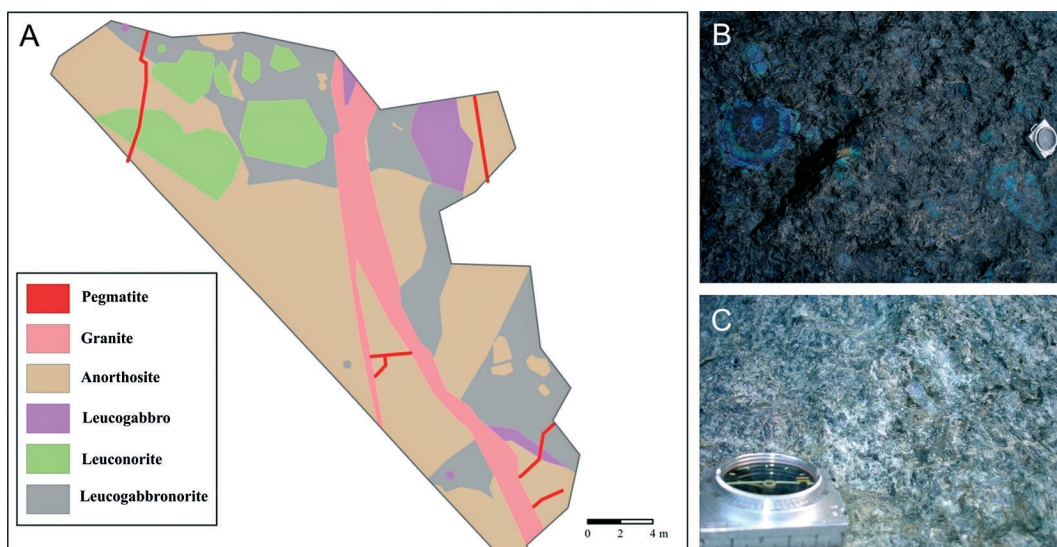 A
Pegmatite
Granite
Anorthosite
Leucogabbro
Leuconorite
Leucogabbronorite
0 2 4 m
B
C